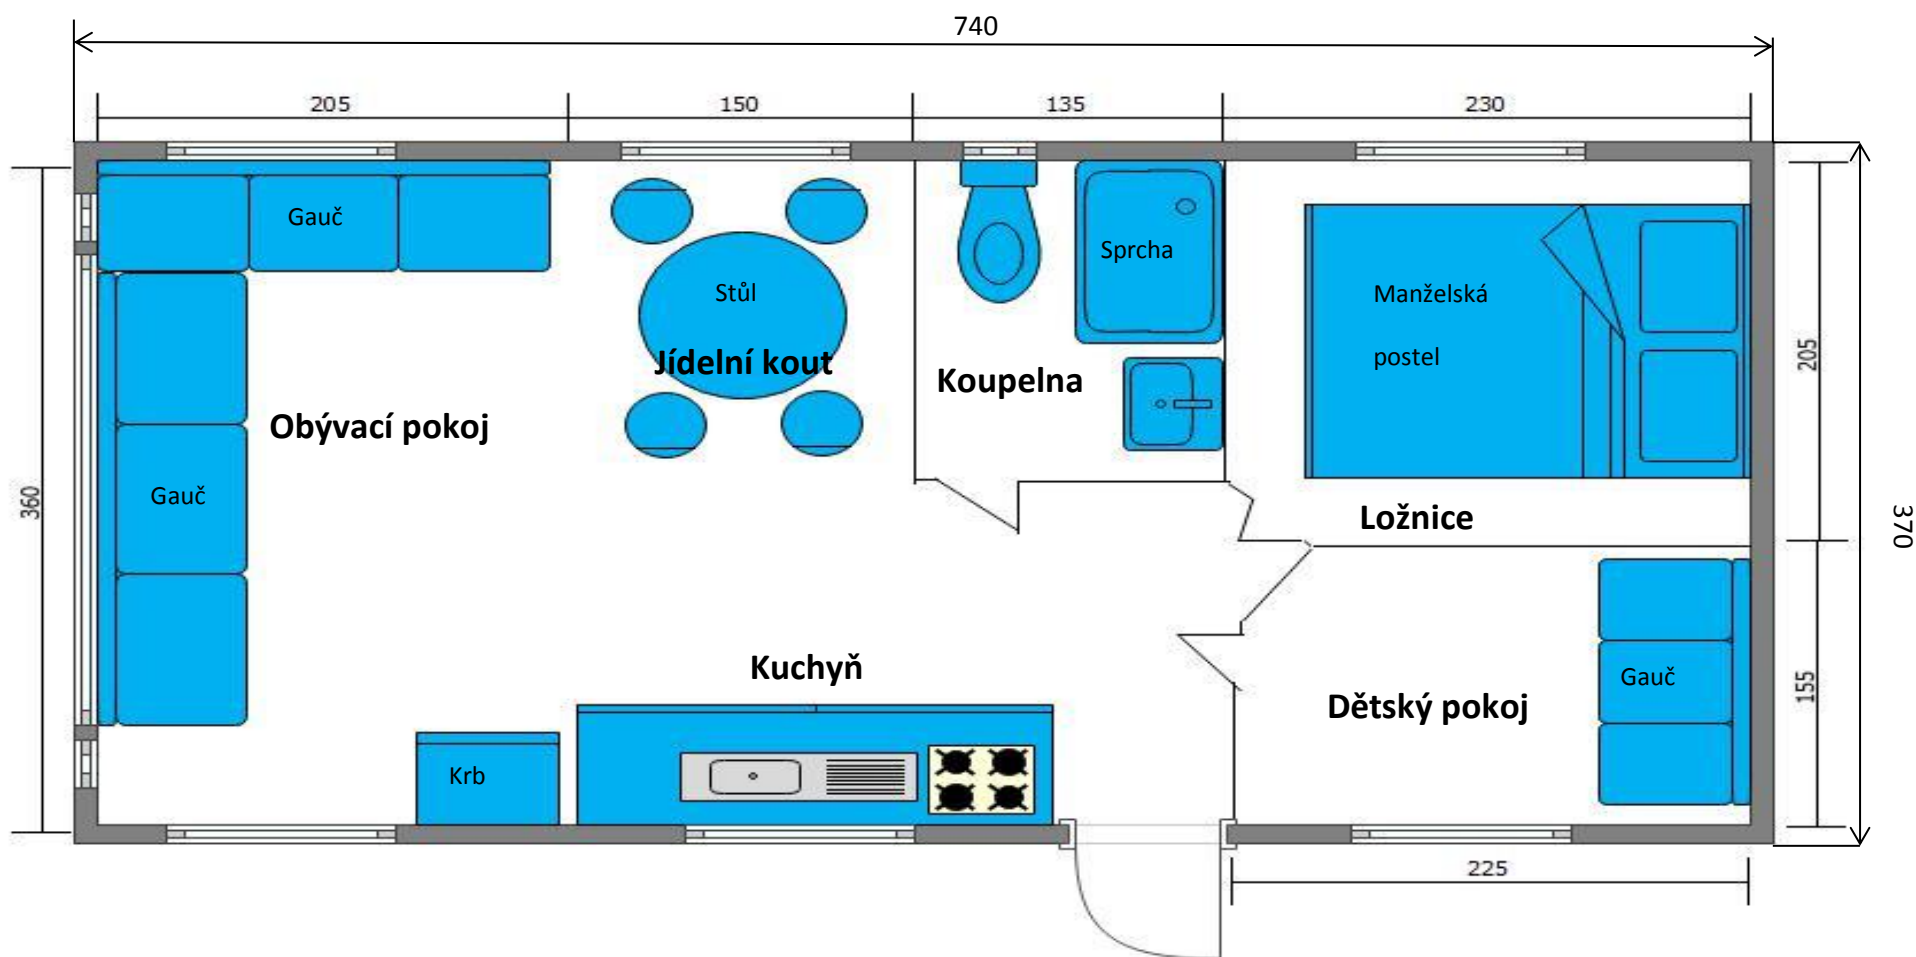 740
205
150
135
230
Gauč
Stůl
Sprcha
Manželská
postel
Jídelní kout
Koupelna
Obývací pokoj
205
360
Gauč
Ložnice
370
Kuchyň
Dětský pokoj
Gauč
155
Krb
225